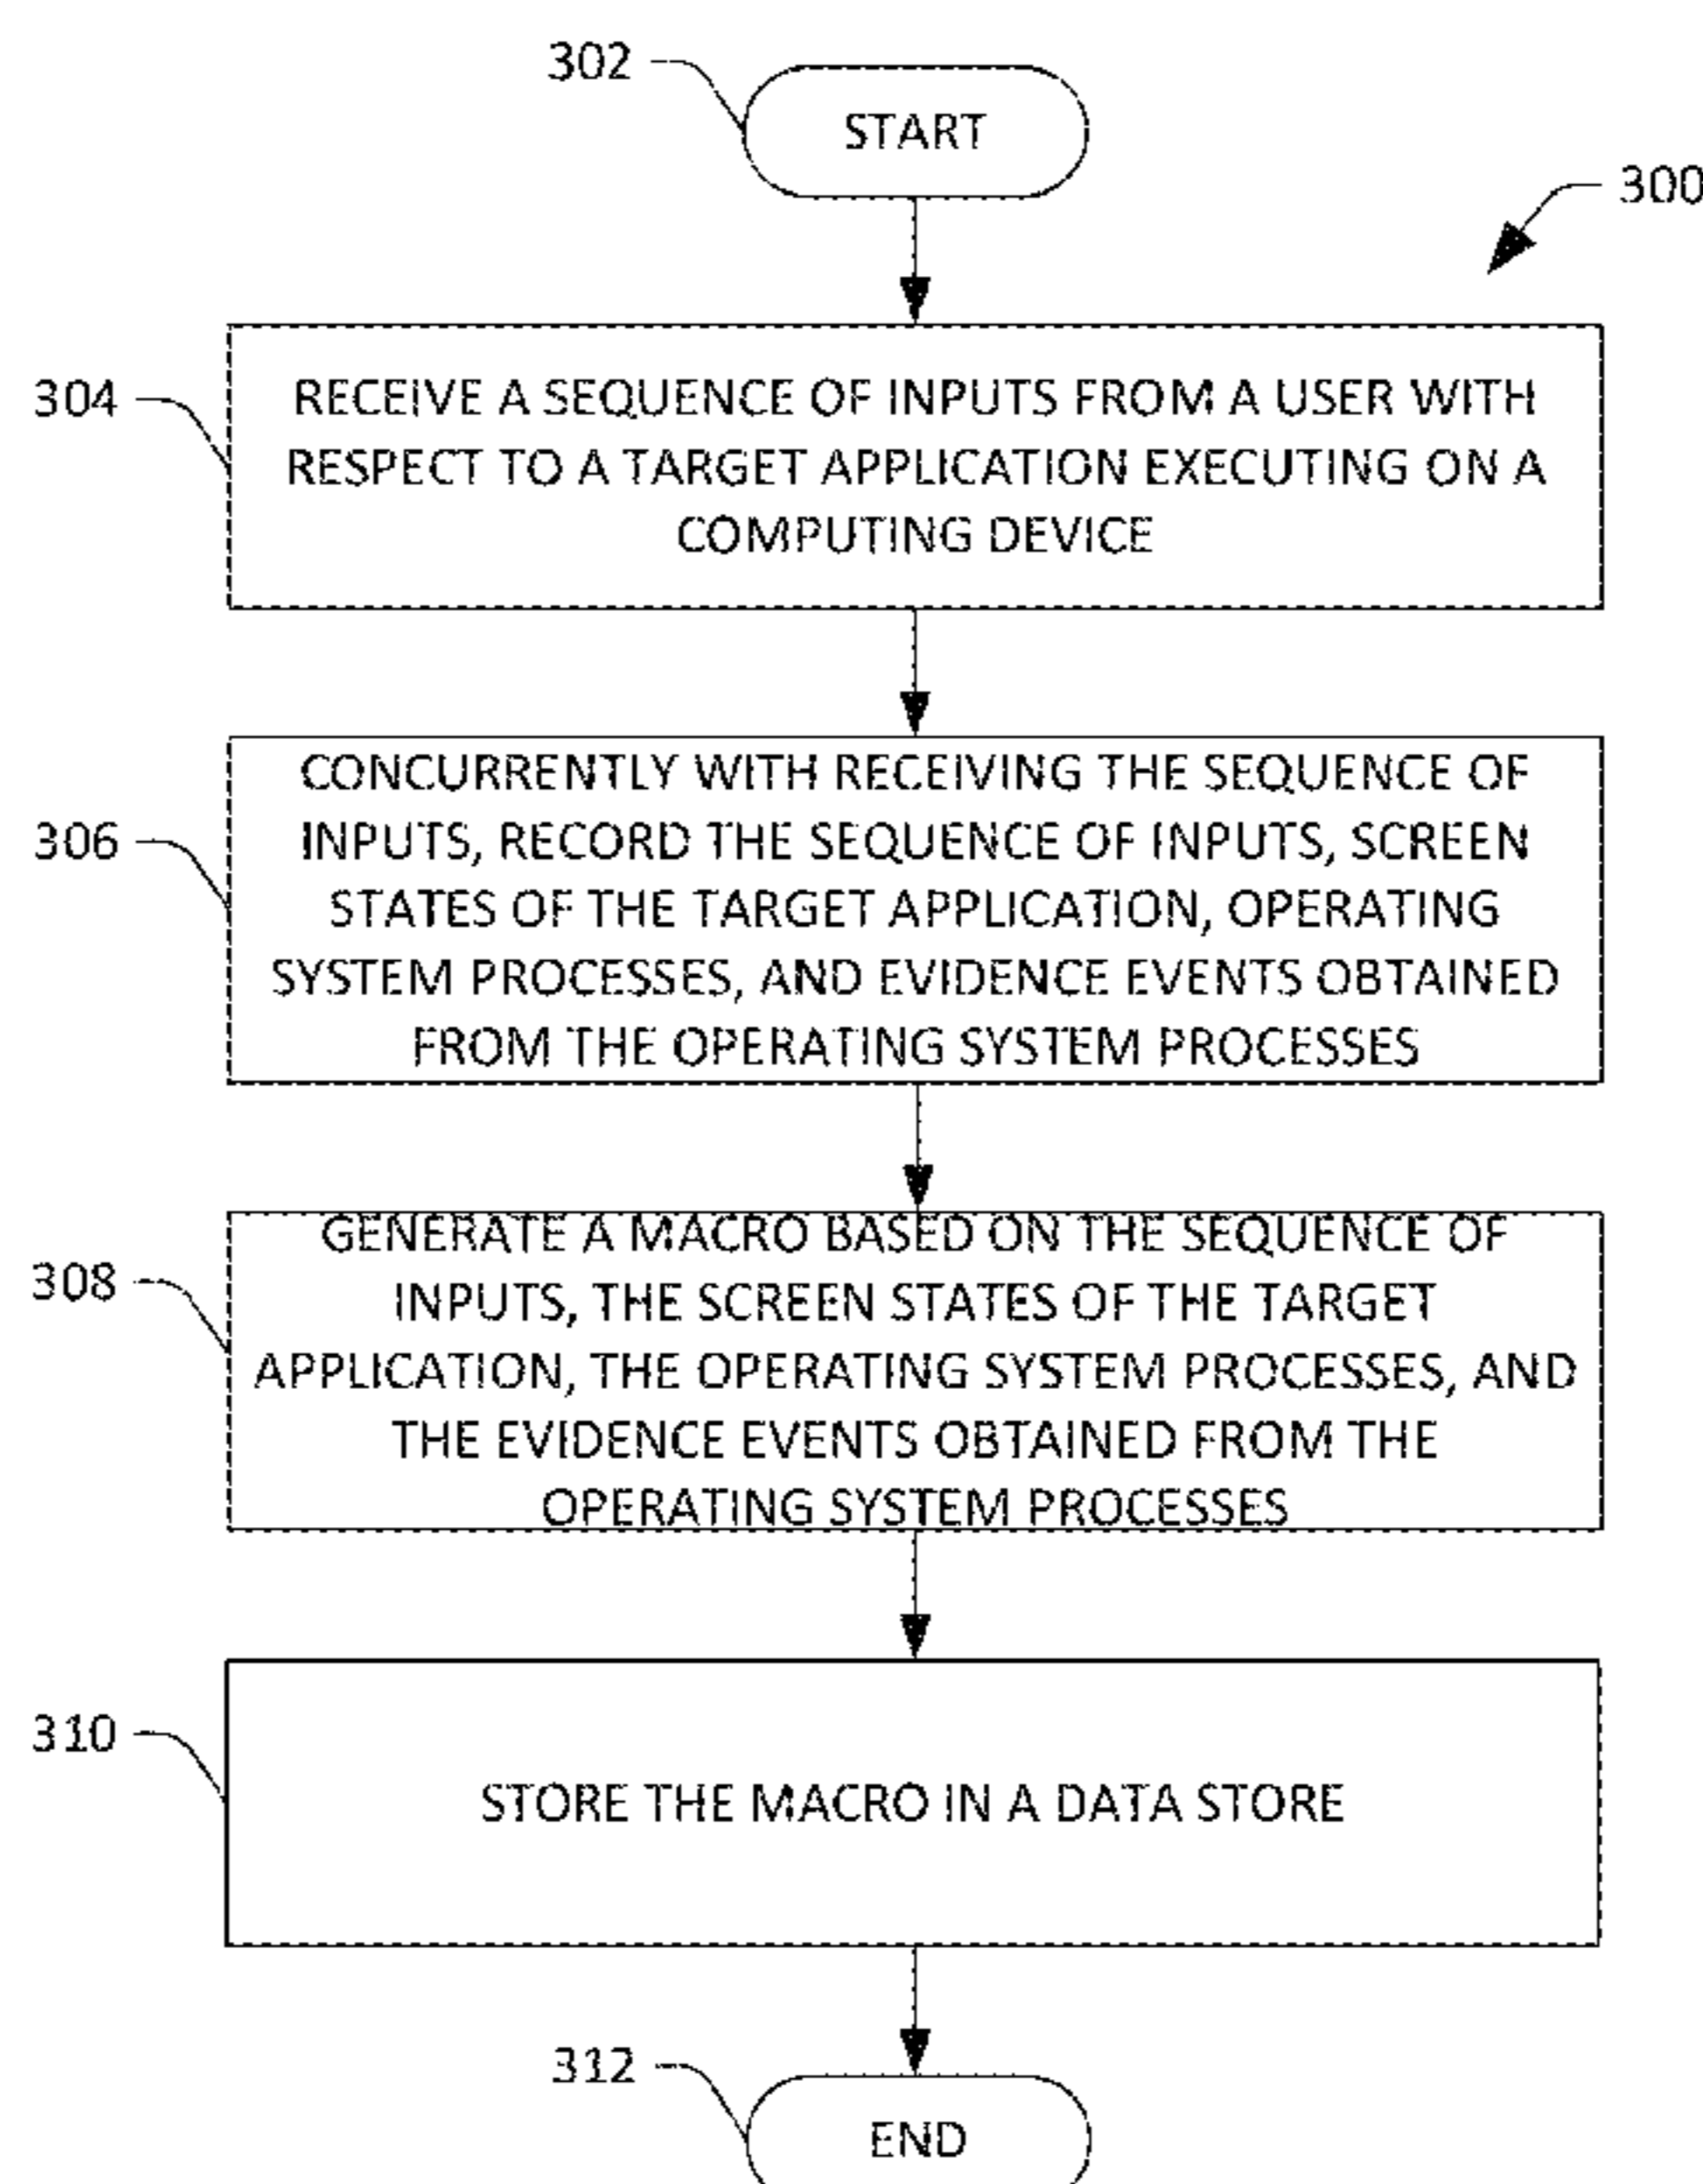 302
START
300
304
RECEIVE A SEQUENCE OF INPUTS FROM A USER WITH
RESPECT TO A TARGET APPLICATION EXECUTING ON A
COMPUTING DEVICE
306
CONCURRENTLY WITH RECEIVING THE SEQUENCE OF
INPUTS, RECORD THE SEQUENCE OF INPUTS, SCREEN
STATES OF THE TARGET APPLICATION, OPERATING
SYSTEM PROCESSES, AND EVIDENCE EVENTS OBTAINED
FROM THE OPERATING SYSTEM PROCESSES
308
GENERATE A MACRO BASED ON THE SEQUENCE OF
INPUTS, THE SCREEN STATES OF THE TARGET
APPLICATION, THE OPERATING SYSTEM PROCESSES, AND
THE EVIDENCE EVENTS OBTAINED FROM THE
OPERATING SYSTEM PROCESSES
310
STORE THE MACRO IN A DATA STORE
312
END